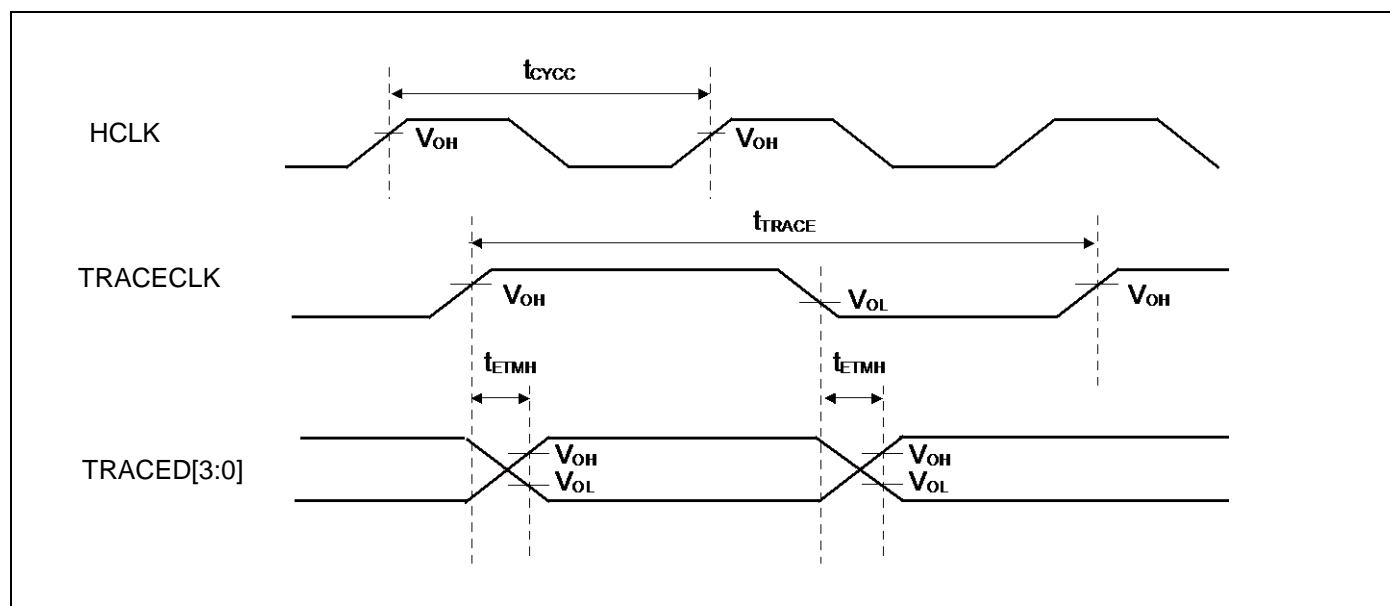 tCYCC
HCLK
VOH
VOH
tTRACE
TRACECLK
VOH
VOL
VOH
tETMH
tETMH
TRACED[3:0]
VOH
VOL
VOH
VOL